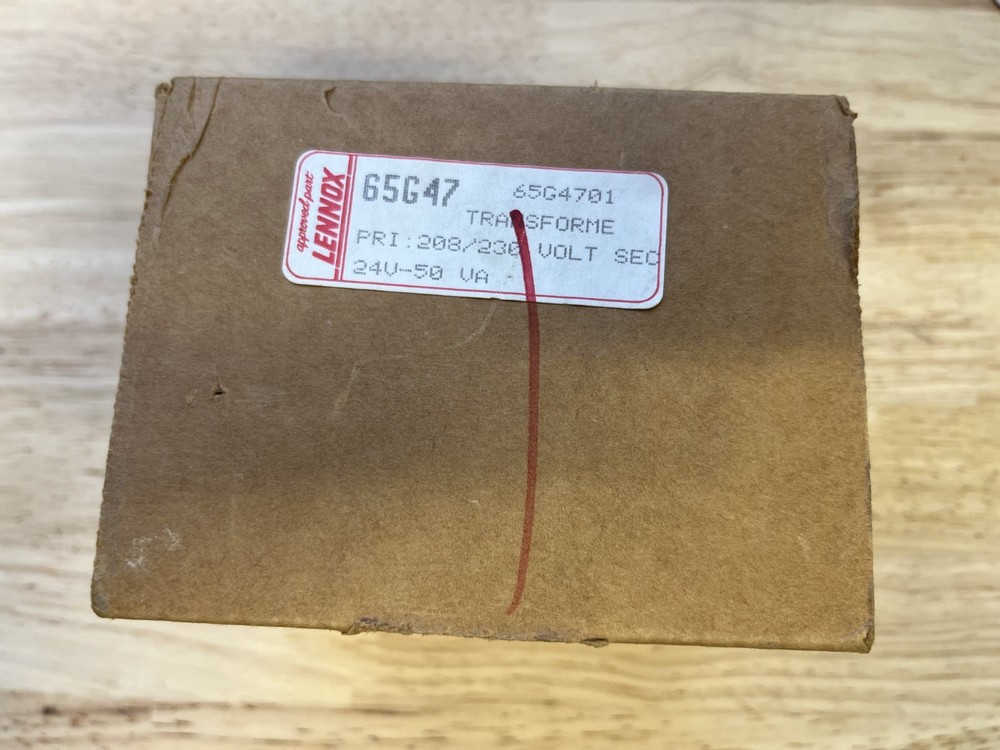 approved part
LENNOX
65G47 65G4701
TRANSFORME
PRI:208/230 VOLT SEC
24V-50 VA